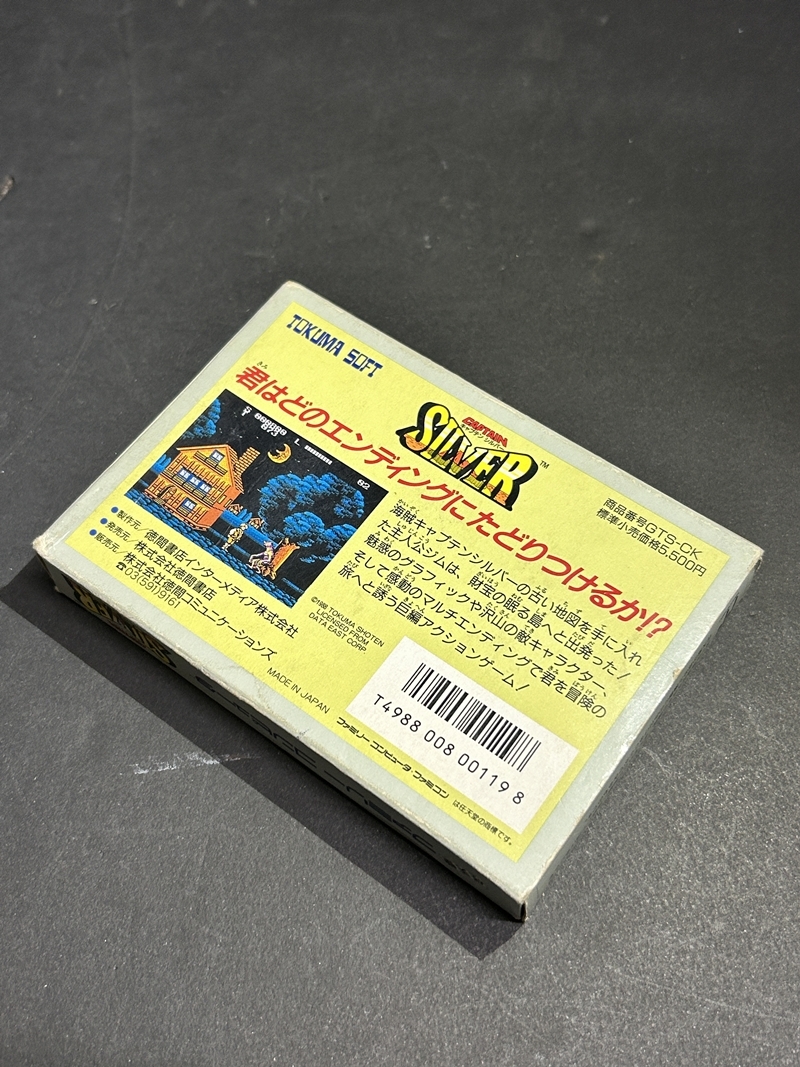 TOKUMA SOFT
君はどのエンディングにたどりつけるか!?
CAPTAIN
キャプテンシルバー
SILVER™
商品番号GTS-CK
標準小売価格5,500円
S 000000 L
T 073 02
海賊キャプテンシルバーの古い地図を手に入れ
た主人公ジムは、財宝の眠る島へと出発った!
魅惑のグラフィックや沢山の敵キャラクター、
そして感動のマルチエンディングで君を冒険の
旅へと誘う巨編アクションゲーム!
●製作元/徳間書店インターメディア株式会社
●発売元/株式会社徳間書店
●販売元/株式会社徳間コミュニケーションズ
☎03(591)9161
©1988 TOKUMA SHOTEN
LICENSED FROM
DATA EAST CORP
MADE IN JAPAN
T4988 008 001198
ファミリーコンピュータ・ファミコン は任天堂の商標です。
SILVER